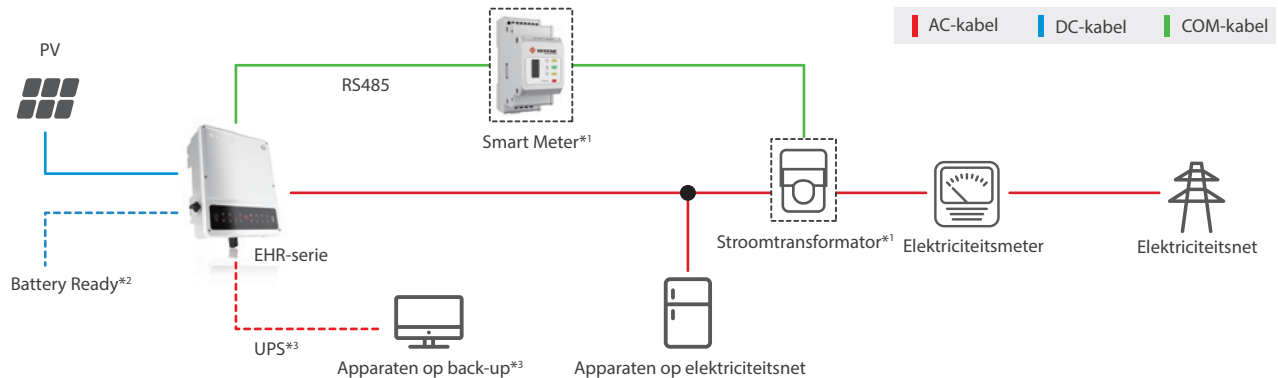 AC-kabel DC-kabel COM-kabel
PV
RS485
Smart Meter*1
EHR-serie
Battery Ready*2
UPS*3
Apparaten op back-up*3
Apparaten op elektriciteitsnet
Stroomtransformator*1
Elektriciteitsmeter
Elektriciteitsnet